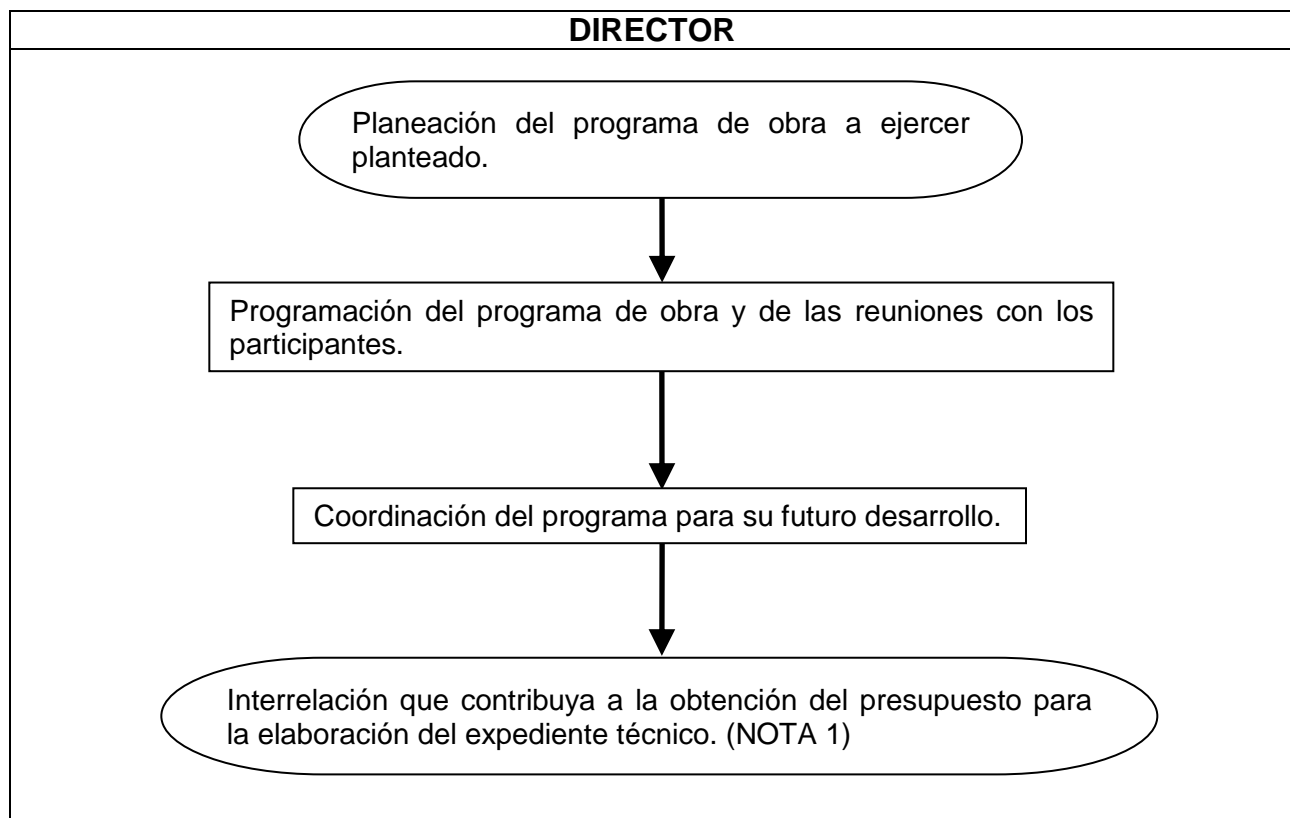 DIRECTOR
Planeación del programa de obra a ejercer
planteado.
Programación del programa de obra y de las reuniones con los
participantes.
Coordinación del programa para su futuro desarrollo.
Interrelación que contribuya a la obtención del presupuesto para
la elaboración del expediente técnico. (NOTA 1)